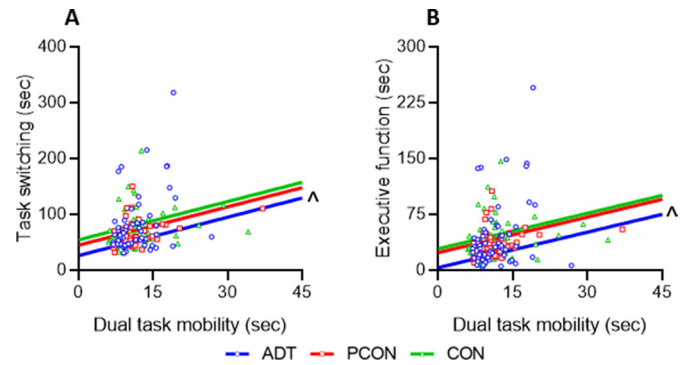 A
B
Task switching (sec)
400
300
200
100
0
^
0 15 30 45
Dual task mobility (sec)
Executive function (sec)
300
225
150
75
0
^
0 15 30 45
Dual task mobility (sec)
ADT PCON CON